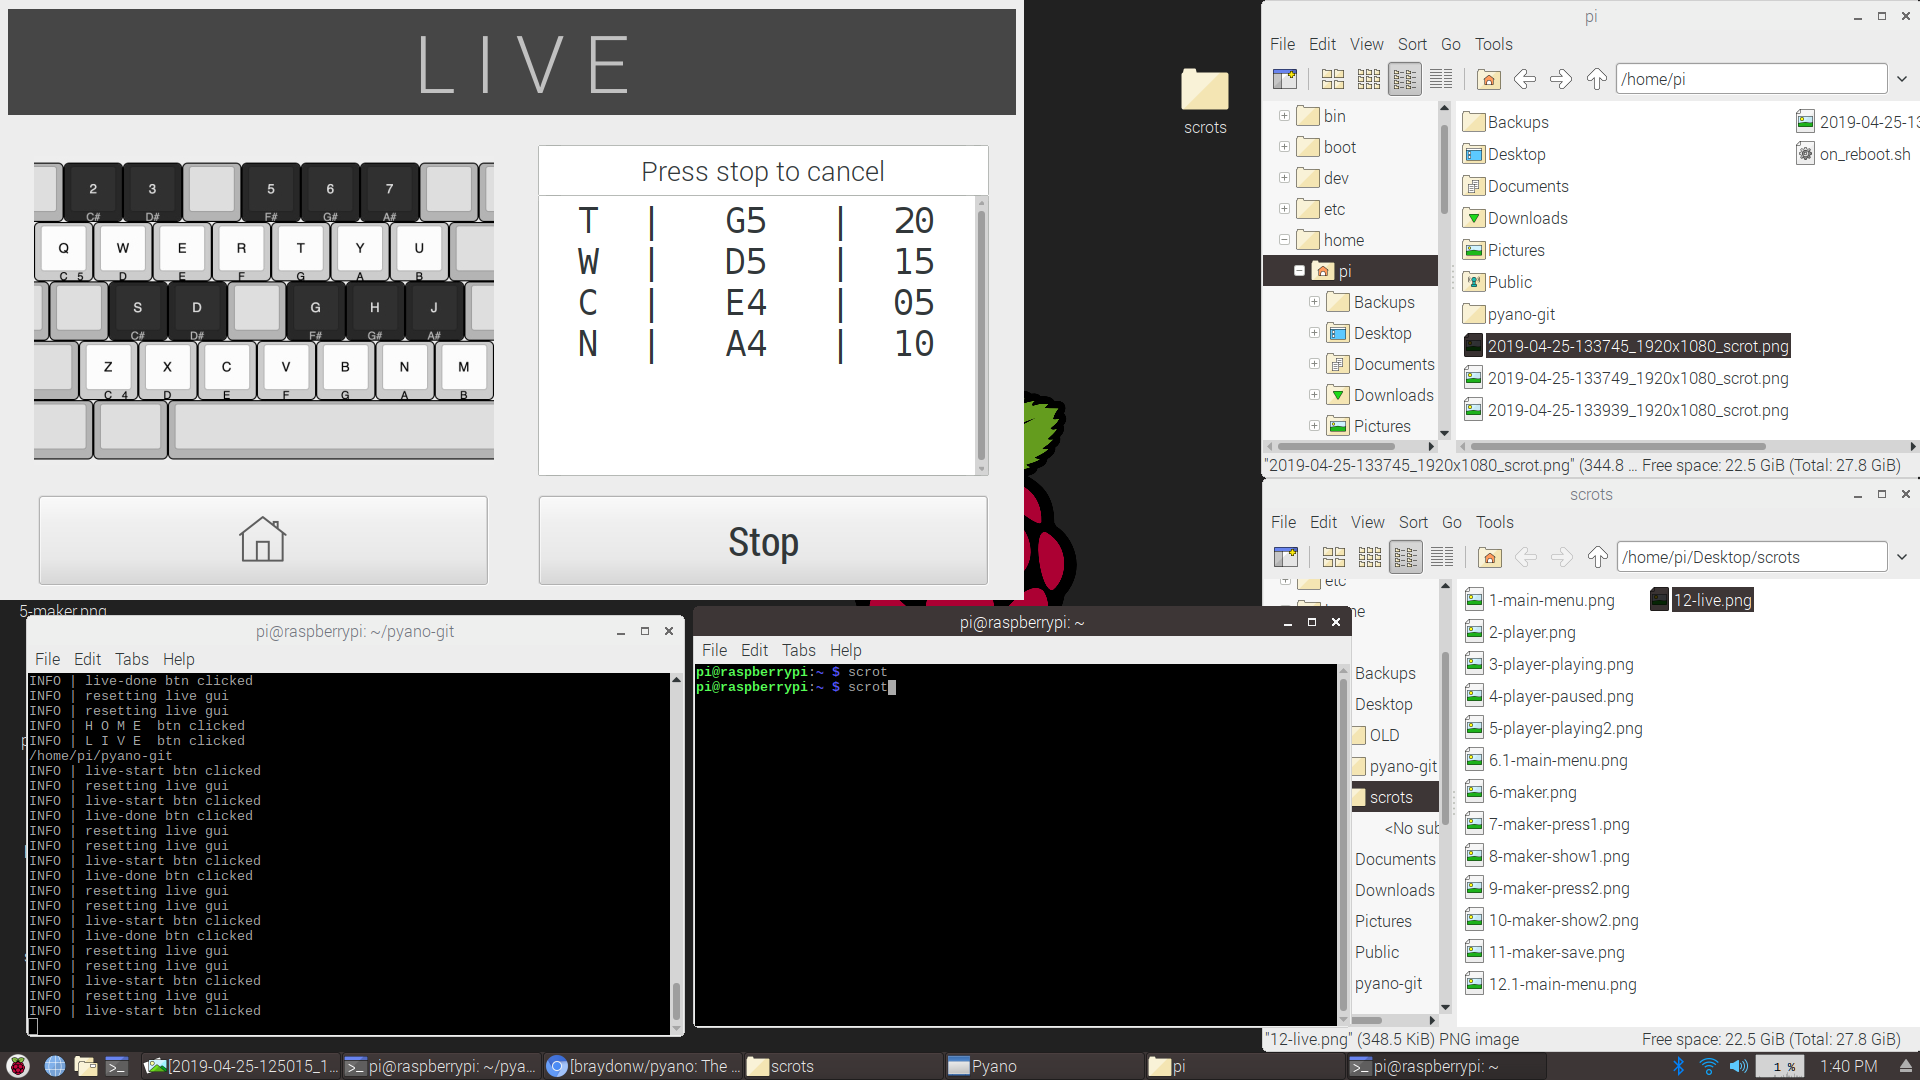 L I V E
2 3 5 6 7
C# D# F# G# A#
Q W E R T Y U
C 5 D E F G A B
S D G H J
C# D# F# G# A#
Z X C V B N M
C 4 D E F G A B
Press stop to cancel
T | G5 | 20
W | D5 | 15
C | E4 | 05
N | A4 | 10
Stop
scrots
5-maker.png
pi
File Edit View Sort Go Tools
/home/pi
bin
boot
dev
etc
home
pi
Backups
Desktop
Documents
Downloads
Pictures
Backups
Desktop
Documents
Downloads
Pictures
Public
pyano-git
2019-04-25-133745_1920x1080_scrot.png
2019-04-25-133749_1920x1080_scrot.png
2019-04-25-133939_1920x1080_scrot.png
2019-04-25-13
on_reboot.sh
"2019-04-25-133745_1920x1080_scrot.png" (344.8 ... Free space: 22.5 GiB (Total: 27.8 GiB)
scrots
File Edit View Sort Go Tools
/home/pi/Desktop/scrots
etc
me
Backups
Desktop
OLD
pyano-git
scrots
<No sub
Documents
Downloads
Pictures
Public
pyano-git
1-main-menu.png
2-player.png
3-player-playing.png
4-player-paused.png
5-player-playing2.png
6.1-main-menu.png
6-maker.png
7-maker-press1.png
8-maker-show1.png
9-maker-press2.png
10-maker-show2.png
11-maker-save.png
12.1-main-menu.png
12-live.png
"12-live.png" (348.5 KiB) PNG image Free space: 22.5 GiB (Total: 27.8 GiB)
pi@raspberrypi: ~/pyano-git
File Edit Tabs Help
INFO | live-done btn clicked
INFO | resetting live gui
INFO | resetting live gui
INFO | H O M E  btn clicked
INFO | L I V E  btn clicked
/home/pi/pyano-git
INFO | live-start btn clicked
INFO | resetting live gui
INFO | live-start btn clicked
INFO | live-done btn clicked
INFO | resetting live gui
INFO | resetting live gui
INFO | live-start btn clicked
INFO | live-done btn clicked
INFO | resetting live gui
INFO | resetting live gui
INFO | live-start btn clicked
INFO | live-done btn clicked
INFO | resetting live gui
INFO | resetting live gui
INFO | live-start btn clicked
INFO | resetting live gui
INFO | live-start btn clicked
pi@raspberrypi: ~
File Edit Tabs Help
pi@raspberrypi:~ $ scrot
pi@raspberrypi:~ $ scrot
[2019-04-25-125015_1... pi@raspberrypi: ~/pya... [braydonw/pyano: The ... scrots Pyano pi pi@raspberrypi: ~ 1 % 1:40 PM